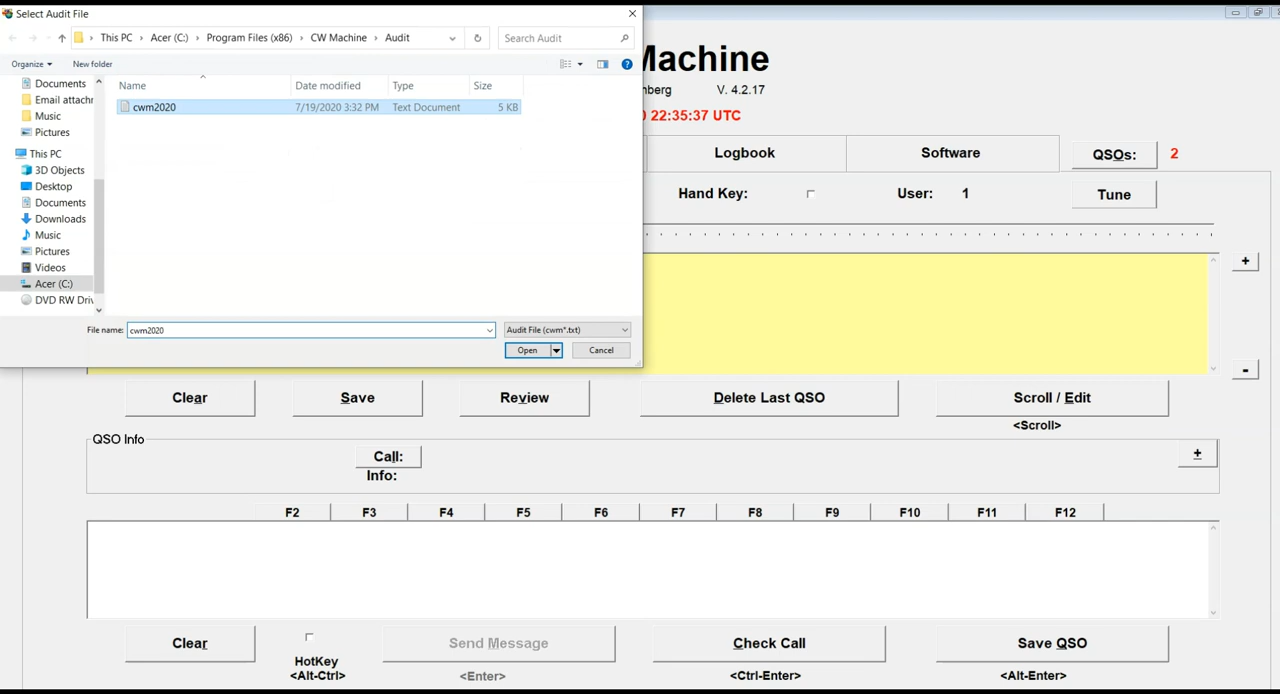 Select Audit File
This PC > Acer (C:) > Program Files (x86) > CW Machine > Audit
Search Audit
Organize
New folder
Name
Date modified
Type
Size
cwm2020
7/19/2020 3:32 PM
Text Document
5 KB
Documents
Email attachm
Music
Pictures
This PC
3D Objects
Desktop
Documents
Downloads
Music
Pictures
Videos
Acer (C:)
DVD RW Driv
File name:
cwm2020
Audit File (cwm*.txt)
Open
Cancel
Machine
V. 4.2.17
22:35:37 UTC
Logbook
Software
QSOs:
2
Hand Key:
User:
1
Tune
+
-
Clear
Save
Review
Delete Last QSO
Scroll / Edit
<Scroll>
QSO Info
Call:
Info:
±
F2 F3 F4 F5 F6 F7 F8 F9 F10 F11 F12
Clear
HotKey
<Alt-Ctrl>
Send Message
<Enter>
Check Call
<Ctrl-Enter>
Save QSO
<Alt-Enter>